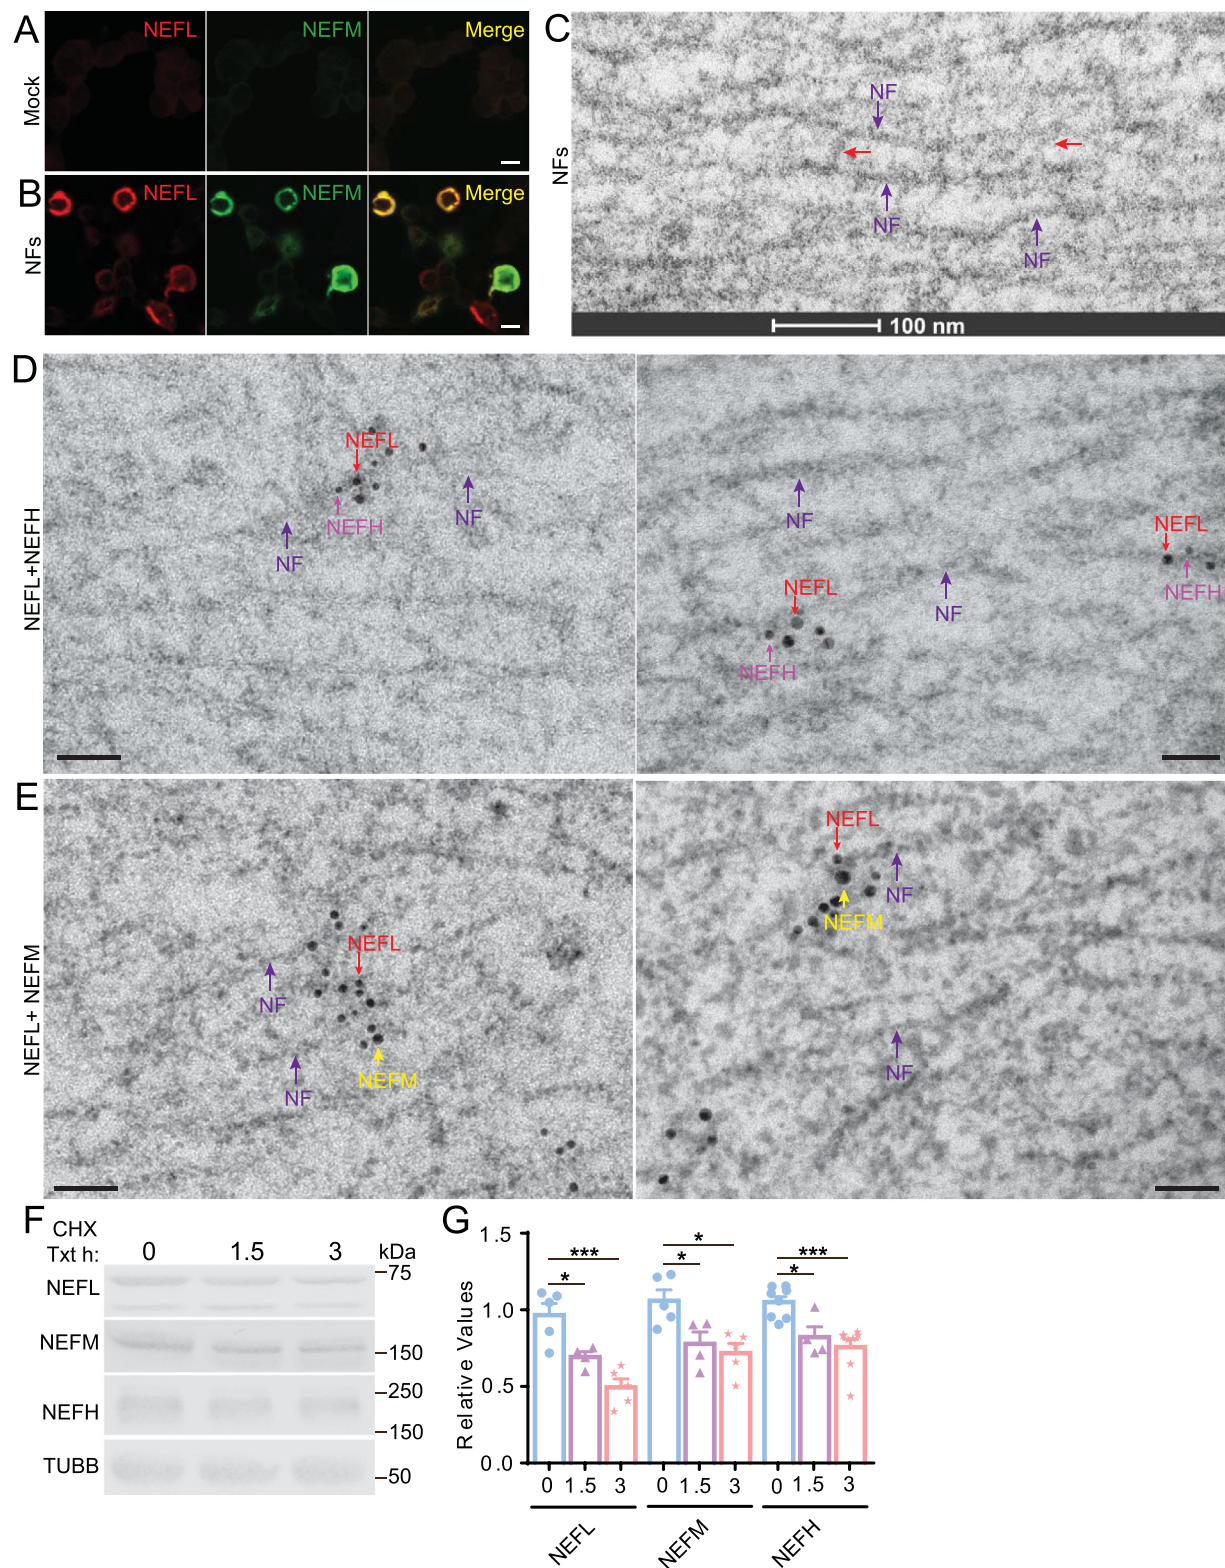 A
NEFL NEFM Merge
Mock
B
NEFL NEFM Merge
NFs
C
NFs
NF
NF
NF
100 nm
D
NEFL+NEFH
NEFL
NEFH
NF
NF
NF
NEFL
NEFH
NEFL
NF
NEFH
E
NEFL+ NEFM
NEFL
NF
NF
NEFM
NEFL
NF
NEFM
NF
F
CHX
Txt h: 0 1.5 3 kDa
NEFL 75
NEFM 150
NEFH 250
150
TUBB 50
G
Relative Values
1.5
1.0
0.5
0.0
*** * * * *** *
0 1.5 3 0 1.5 3 0 1.5 3
NEFL NEFM NEFH